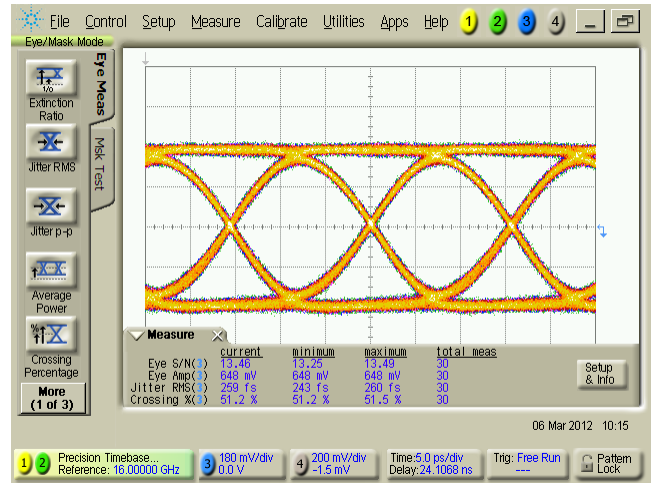 File Control Setup Measure Calibrate Utilities Apps Help 1 2 3 4
Eye/Mask Mode
Eye Meas
Msk Test
Extinction
Ratio
Jitter RMS
Jitter p-p
Average
Power
Crossing
Percentage
More
(1 of 3)
Measure
current minimum maximum total meas
Eye S/N(3) 13.46 13.25 13.49 30
Eye Amp(3) 648 mV 648 mV 648 mV 30
Jitter RMS(3) 259 fs 243 fs 260 fs 30
Crossing %(3) 51.2 % 51.2 % 51.5 % 30
Setup
& Info
06 Mar 2012 10:15
1 2 Precision Timebase...
Reference: 16.00000 GHz
3 180 mV/div
0.0 V
4 200 mV/div
-1.5 mV
Time:5.0 ps/div
Delay:24.1068 ns
Trig: Free Run
---
Pattern
Lock